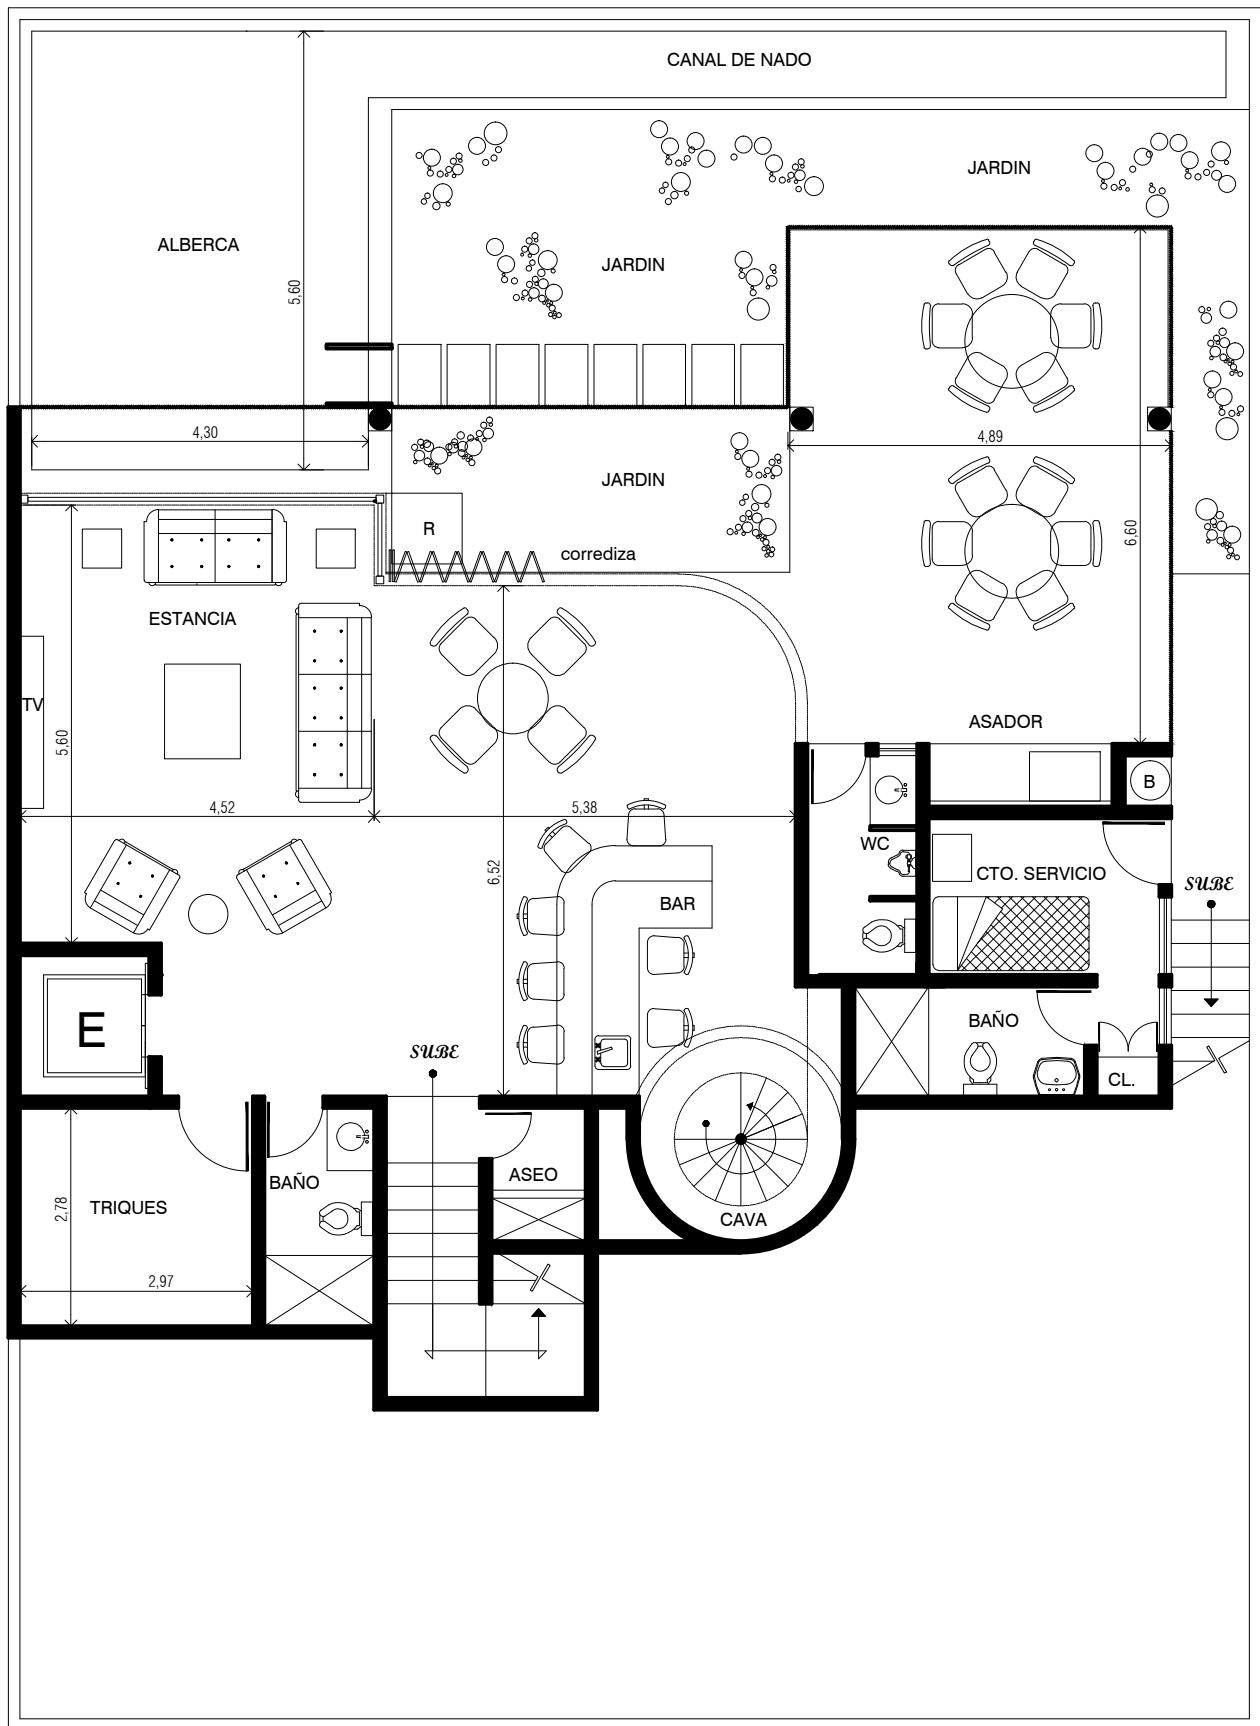 CANAL DE NADO
JARDIN
ALBERCA
JARDIN
5,60
4,30
4,89
JARDIN
R
corrediza
6,60
ESTANCIA
TV
5,60
ASADOR
B
4,52
5,38
WC
6,52
CTO. SERVICIO
SUBE
BAR
E
BAÑO
SUBE
CL.
ASEO
BAÑO
TRIQUES
2,78
CAVA
2,97